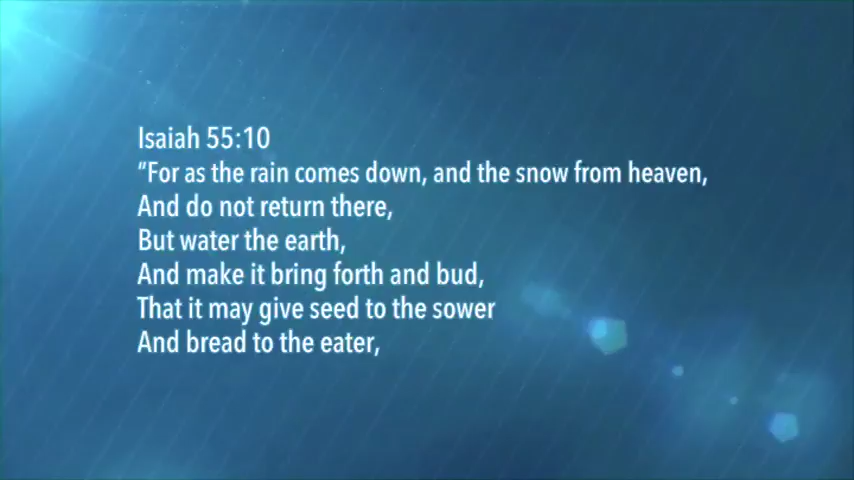 Isaiah 55:10
“For as the rain comes down, and the snow from heaven,
And do not return there,
But water the earth,
And make it bring forth and bud,
That it may give seed to the sower
And bread to the eater,